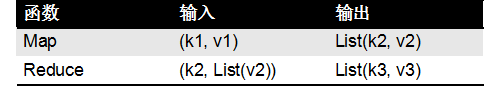 函数 输入 输出
Map (k1, v1) List(k2, v2)
Reduce (k2, List(v2)) List(k3, v3)